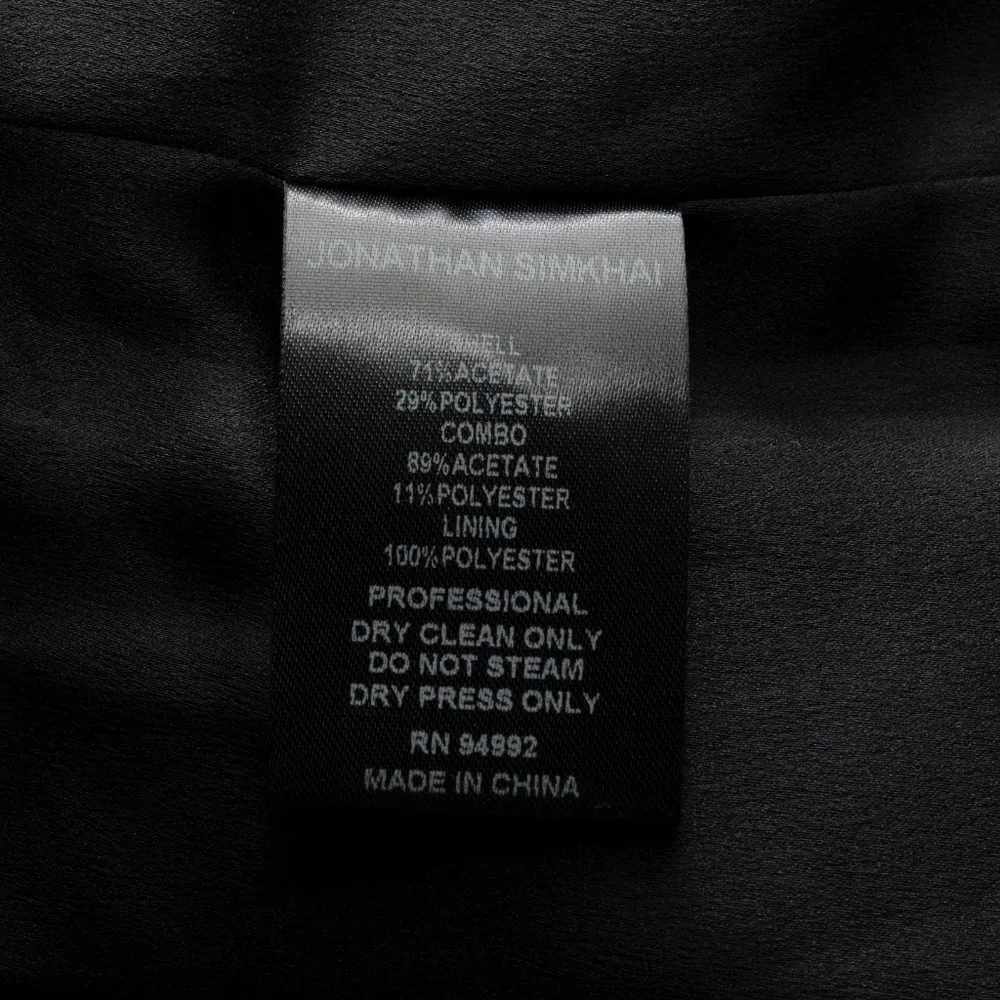 JONATHAN SIMKHAI
SHELL
71%ACETATE
29%POLYESTER
COMBO
89%ACETATE
11%POLYESTER
LINING
100%POLYESTER
PROFESSIONAL
DRY CLEAN ONLY
DO NOT STEAM
DRY PRESS ONLY
RN 94992
MADE IN CHINA